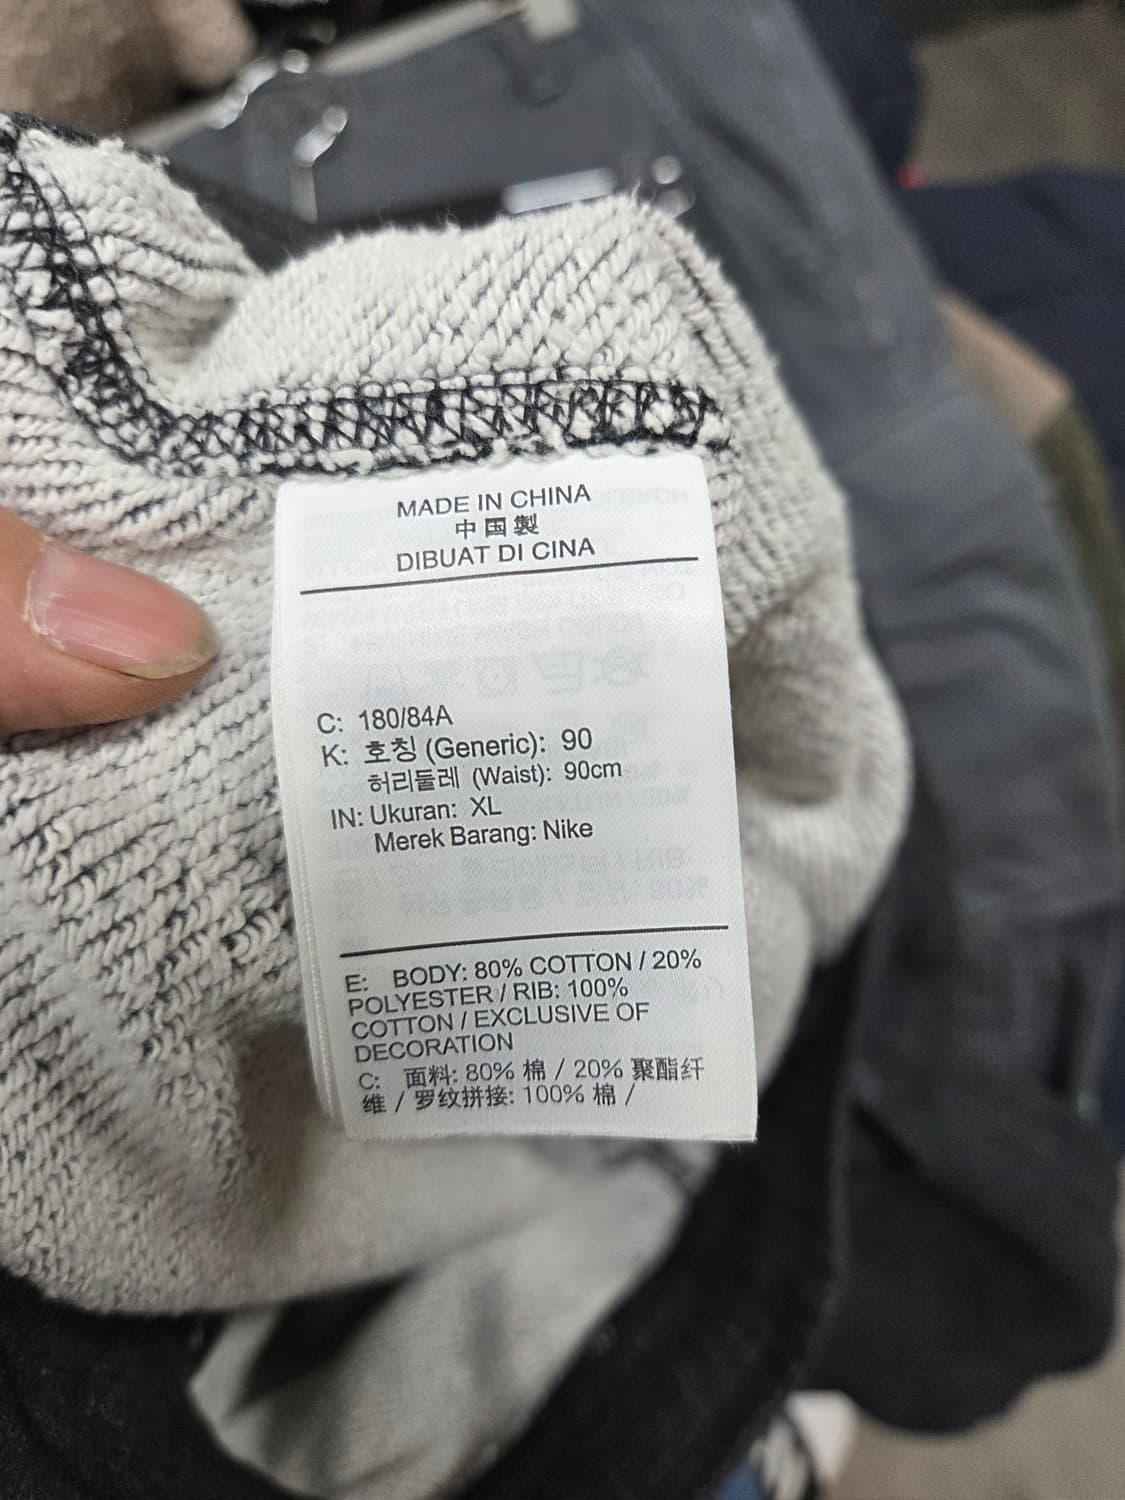 MADE IN CHINA
中国製
DIBUAT DI CINA
C: 180/84A
K: 호칭 (Generic): 90
허리둘레 (Waist): 90cm
IN: Ukuran: XL
Merek Barang: Nike
E: BODY: 80% COTTON / 20%
POLYESTER / RIB: 100%
COTTON / EXCLUSIVE OF
DECORATION
C: 面料: 80% 棉 / 20% 聚酯纤
维 / 罗纹拼接: 100% 棉 /